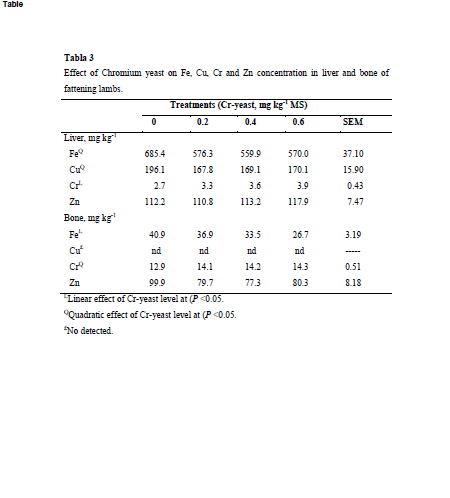 Table
Tabla 3
Effect of Chromium yeast on Fe, Cu, Cr and Zn concentration in liver and bone of
fattening lambs.
Treatments (Cr-yeast, mg kg⁻¹ MS)
0 0.2 0.4 0.6 SEM
Liver, mg kg⁻¹
Fe^Q 685.4 576.3 559.9 570.0 37.10
Cu^Q 196.1 167.8 169.1 170.1 15.90
Cr^L 2.7 3.3 3.6 3.9 0.43
Zn 112.2 110.8 113.2 117.9 7.47
Bone, mg kg⁻¹
Fe^L 40.9 36.9 33.5 26.7 3.19
Cu^£ nd nd nd nd -----
Cr^Q 12.9 14.1 14.2 14.3 0.51
Zn 99.9 79.7 77.3 80.3 8.18
^L Linear effect of Cr-yeast level at (P <0.05.
^Q Quadratic effect of Cr-yeast level at (P <0.05.
^£ No detected.